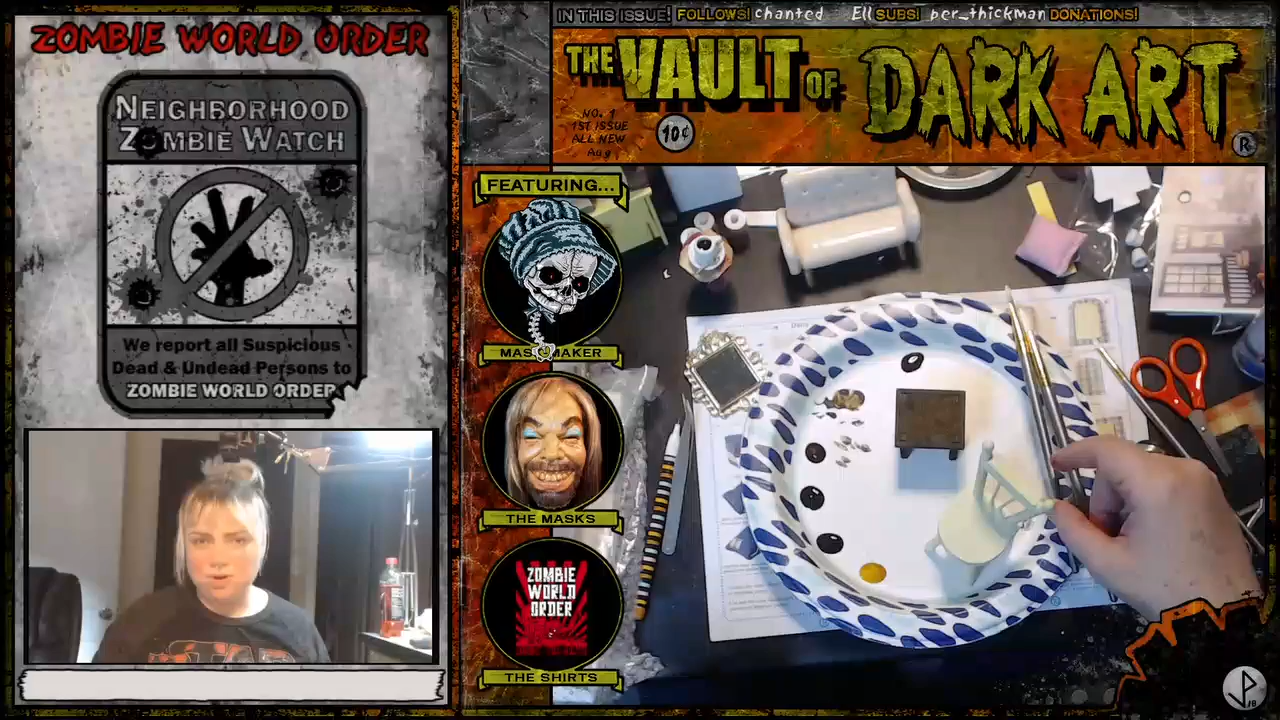 ZOMBIE WORLD ORDER
NEIGHBORHOOD
ZOMBIE WATCH
We report all Suspicious
Dead & Undead Persons to
ZOMBIE WORLD ORDER
IN THIS ISSUE! FOLLOWS! chanted Ell SUBS! per_thickman DONATIONS!
THE VAULT OF DARK ART
NO. 1
1ST ISSUE
ALL NEW
Aug
10¢
R
FEATURING...
MASKMAKER
THE MASKS
ZOMBIE
WORLD
ORDER
THE SHIRTS